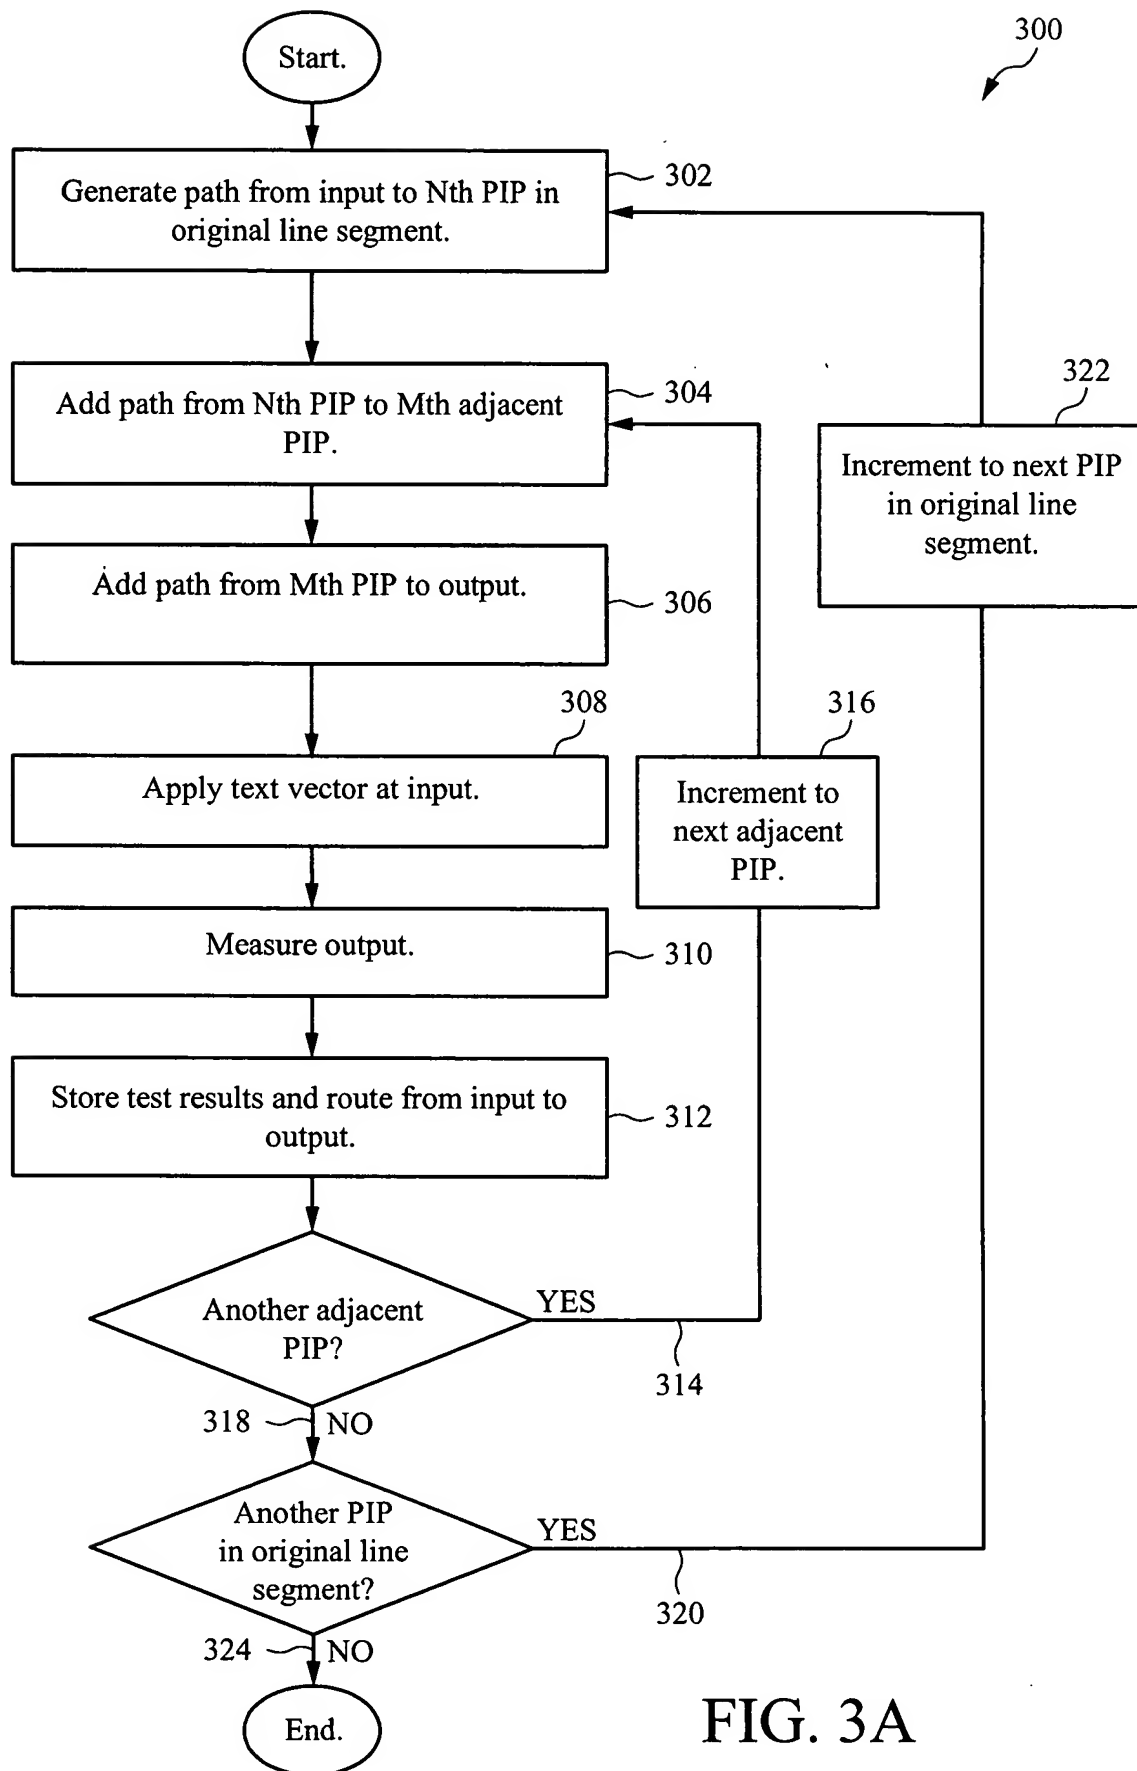 300
Start.
302
Generate path from input to Nth PIP in
original line segment.
304
Add path from Nth PIP to Mth adjacent
PIP.
322
Increment to next PIP
in original line
segment.
Add path from Mth PIP to output.
306
308
316
Apply text vector at input.
Increment to
next adjacent
PIP.
Measure output.
310
Store test results and route from input to
output.
312
Another adjacent
PIP?
YES
314
318
NO
Another PIP
in original line
segment?
YES
320
324
NO
End.
FIG. 3A